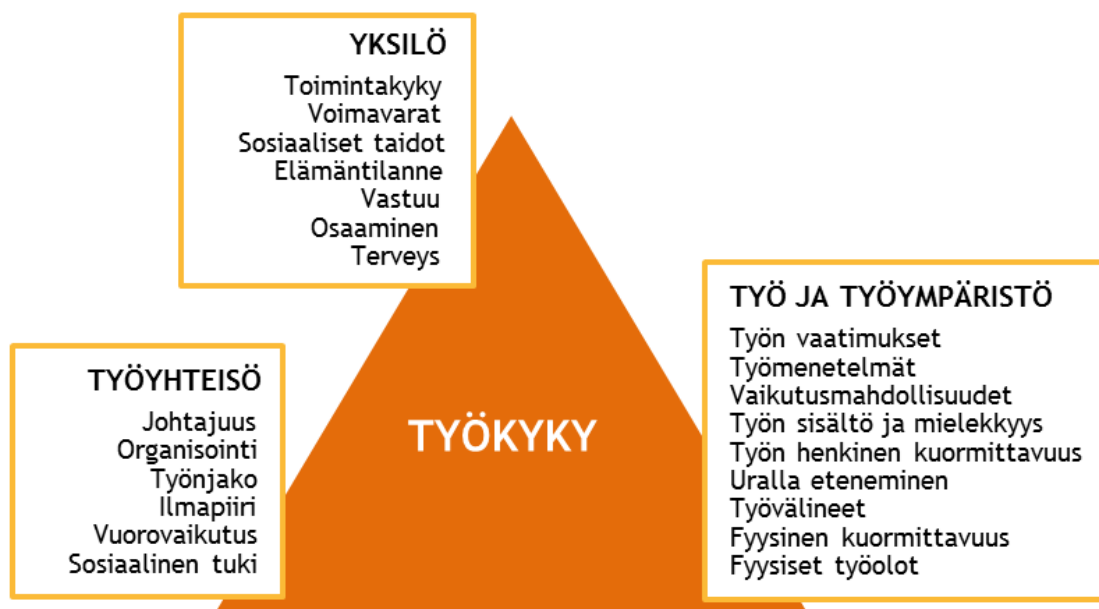 YKSILÖ
Toimintakyky
Voimavarat
Sosiaaliset taidot
Elämäntilanne
Vastuu
Osaaminen
Terveys
TYÖYHTEISÖ
Johtajuus
Organisointi
Työnjako
Ilmapiiri
Vuorovaikutus
Sosiaalinen tuki
TYÖKYKY
TYÖ JA TYÖYMPÄRISTÖ
Työn vaatimukset
Työmenetelmät
Vaikutusmahdollisuudet
Työn sisältö ja mielekkyys
Työn henkinen kuormittavuus
Uralla eteneminen
Työvälineet
Fyysinen kuormittavuus
Fyysiset työolot